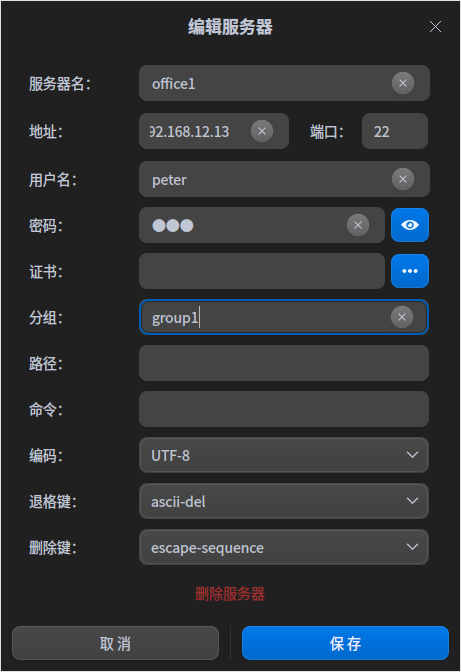 编辑服务器
服务器名： office1
地址： 92.168.12.13 端口： 22
用户名： peter
密码： ●●●
证书：
分组： group1
路径：
命令：
编码： UTF-8
退格键： ascii-del
删除键： escape-sequence
删除服务器
取消 保存